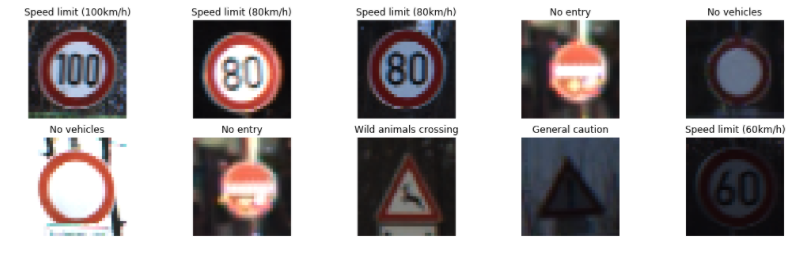 Speed limit (100km/h)
Speed limit (80km/h)
Speed limit (80km/h)
No entry
No vehicles
100
80
80
No vehicles
No entry
Wild animals crossing
General caution
Speed limit (60km/h)
60